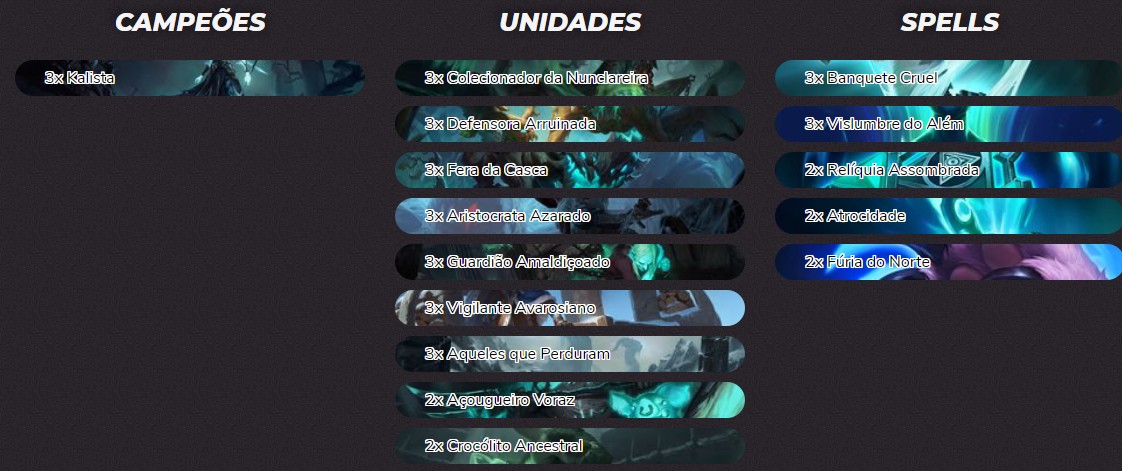 CAMPEÕES
3x Kalista
UNIDADES
3x Colecionador da Nunclareira
3x Defensora Arruinada
3x Fera da Casca
3x Aristocrata Azarado
3x Guardião Amaldiçoado
3x Vigilante Avarosiano
3x Aqueles que Perduram
2x Açougueiro Voraz
2x Crocólito Ancestral
SPELLS
3x Banquete Cruel
3x Vislumbre do Além
2x Relíquia Assombrada
2x Atrocidade
2x Fúria do Norte